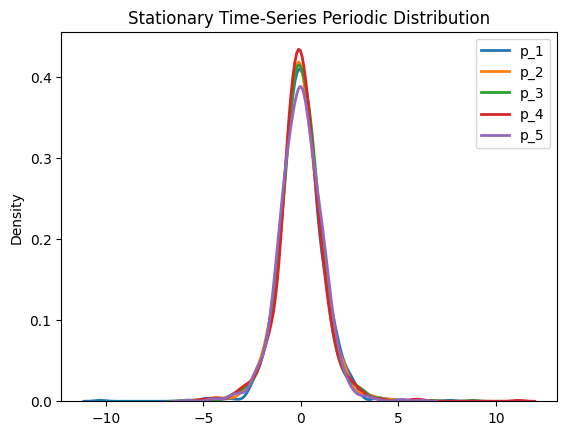 Stationary Time-Series Periodic Distribution
p_1
p_2
p_3
p_4
p_5
Density
0.4
0.3
0.2
0.1
0.0
−10
−5
0
5
10